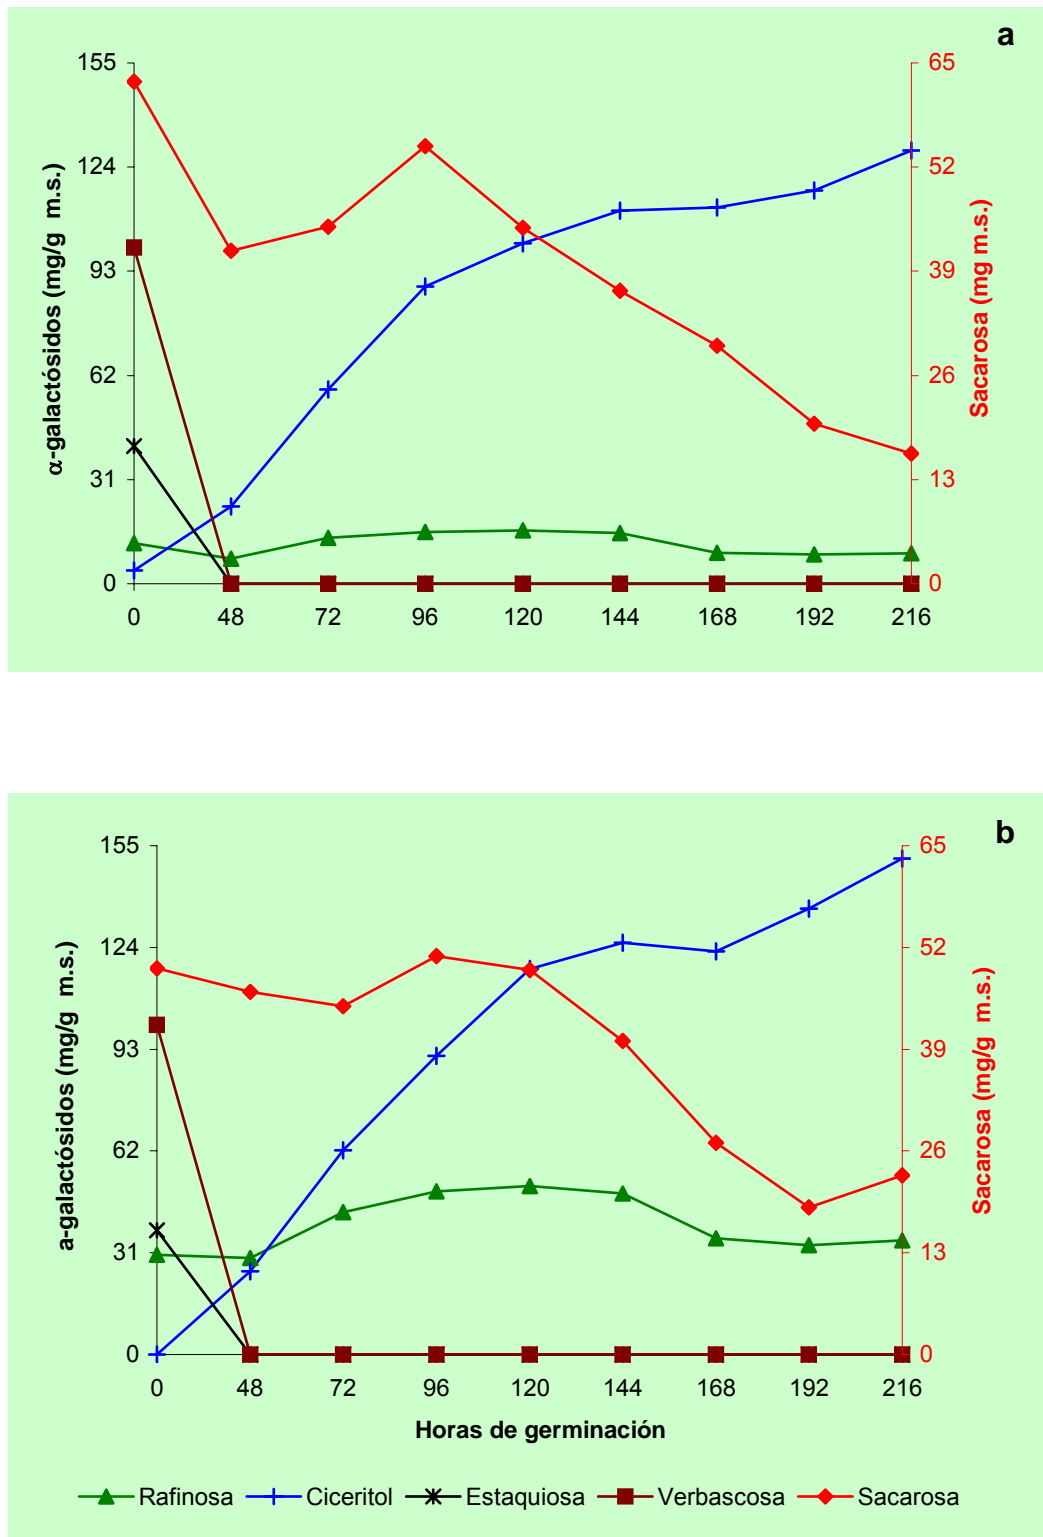 a
155
124
93
62
31
0
α-galactósidos (mg/g m.s.)
65
52
39
26
13
0
Sacarosa (mg m.s.)
0 48 72 96 120 144 168 192 216
b
155
124
93
62
31
0
a-galactósidos (mg/g m.s.)
65
52
39
26
13
0
Sacarosa (mg/g m.s.)
0 48 72 96 120 144 168 192 216
Horas de germinación
Rafinosa Ciceritol Estaquiosa Verbascosa Sacarosa